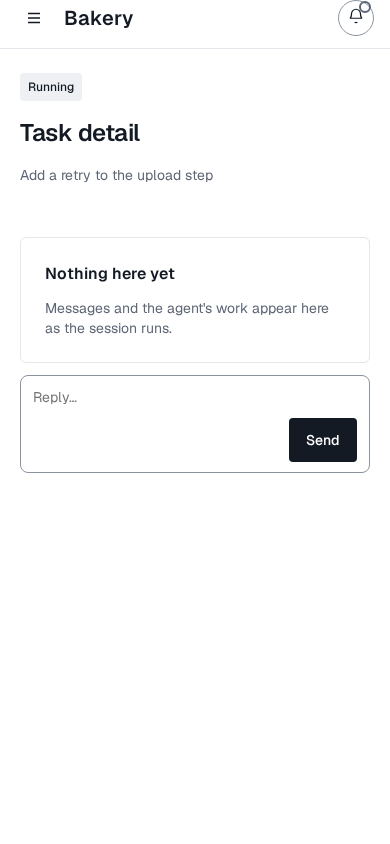 Bakery
Running
Task detail
Add a retry to the upload step
Nothing here yet
Messages and the agent's work appear here
as the session runs.
Reply...
Send